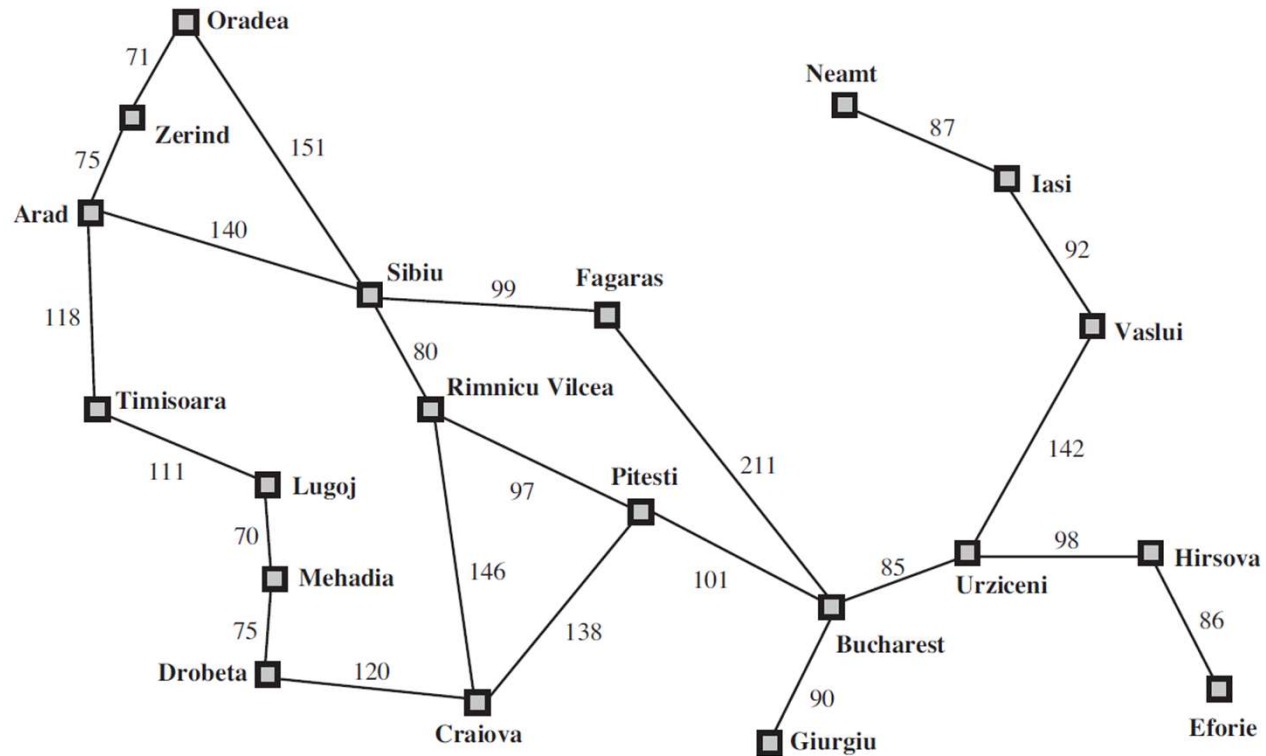 Oradea
71
Neamt
87
Zerind
151
75
Iasi
Arad
140
92
Sibiu
Fagaras
99
118
Vaslui
80
Timisoara
Rimnicu Vilcea
142
111
Lugoj
97
Pitesti
211
70
98
Hirsova
Mehadia
146
101
85
Urziceni
86
75
138
Bucharest
Drobeta
120
90
Craiova
Giurgiu
Eforie